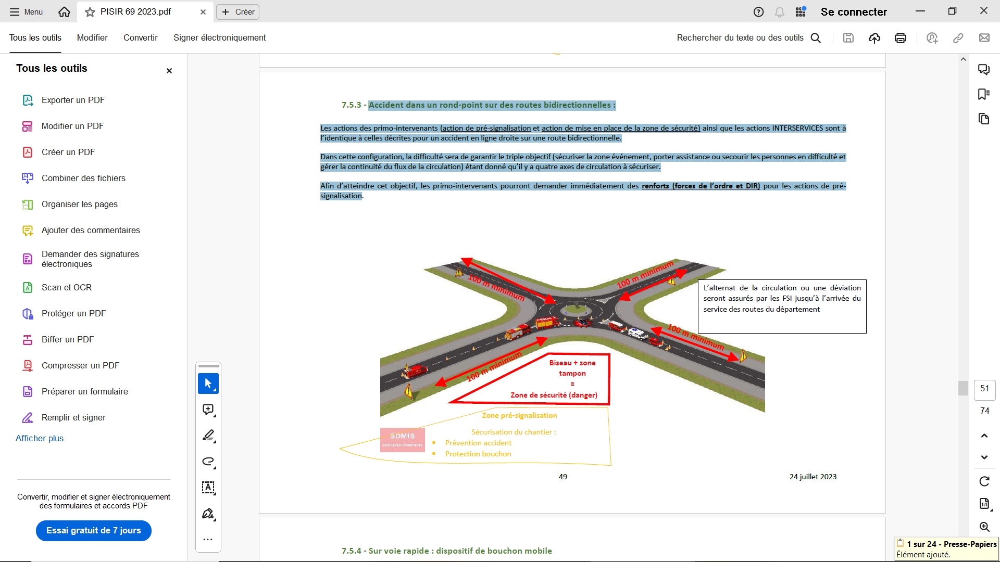 Menu
PISIR 69 2023.pdf
Créer
Se connecter
Tous les outils
Modifier
Convertir
Signer électroniquement
Rechercher du texte ou des outils
Tous les outils
Exporter un PDF
Modifier un PDF
Créer un PDF
Combiner des fichiers
Organiser les pages
Ajouter des commentaires
Demander des signatures
électroniques
Scan et OCR
Protéger un PDF
Biffer un PDF
Compresser un PDF
Préparer un formulaire
Remplir et signer
Afficher plus
Convertir, modifier et signer électroniquement
des formulaires et accords PDF
Essai gratuit de 7 jours
7.5.3 - Accident dans un rond-point sur des routes bidirectionnelles :
Les actions des primo-intervenants (action de pré-signalisation et action de mise en place de la zone de sécurité) ainsi que les actions INTERSERVICES sont à
l’identique à celles décrites pour un accident en ligne droite sur une route bidirectionnelle.
Dans cette configuration, la difficulté sera de garantir le triple objectif (sécuriser la zone événement, porter assistance ou secourir les personnes en difficulté et
gérer la continuité du flux de la circulation) étant donné qu’il y a quatre axes de circulation à sécuriser.
Afin d’atteindre cet objectif, les primo-intervenants pourront demander immédiatement des renforts (forces de l’ordre et DIR) pour les actions de pré-
signalisation.
100 m minimum
100 m minimum
L’alternat de la circulation ou une déviation
seront assurés par les FSI jusqu’à l’arrivée du
service des routes du département
FSRM
100 m minimum
100 m minimum
Biseau + zone
tampon
=
Zone de sécurité (danger)
Zone pré-signalisation
Sécurisation du chantier :
▪ Prévention accident
▪ Protection bouchon
SDMIS
SAPEURS-POMPIERS
49
24 juillet 2023
7.5.4 - Sur voie rapide : dispositif de bouchon mobile
51
74
1:1
1 sur 24 - Presse-Papiers
Élément ajouté.